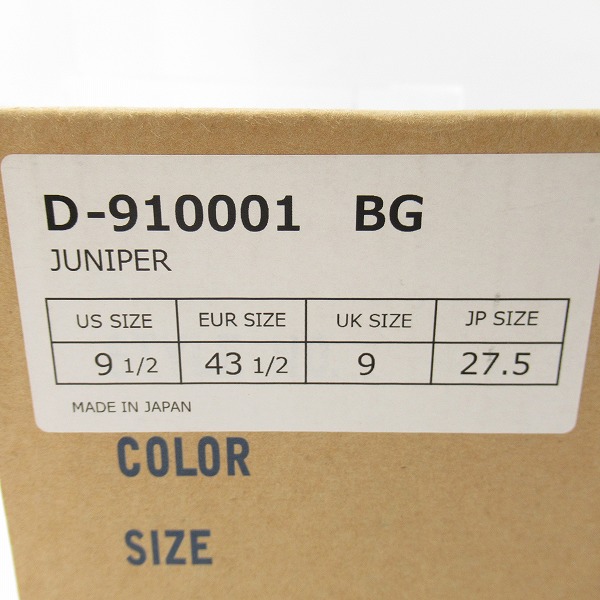 D-910001 BG
JUNIPER
US SIZE EUR SIZE UK SIZE JP SIZE
9 1/2 43 1/2 9 27.5
MADE IN JAPAN
COLOR
SIZE